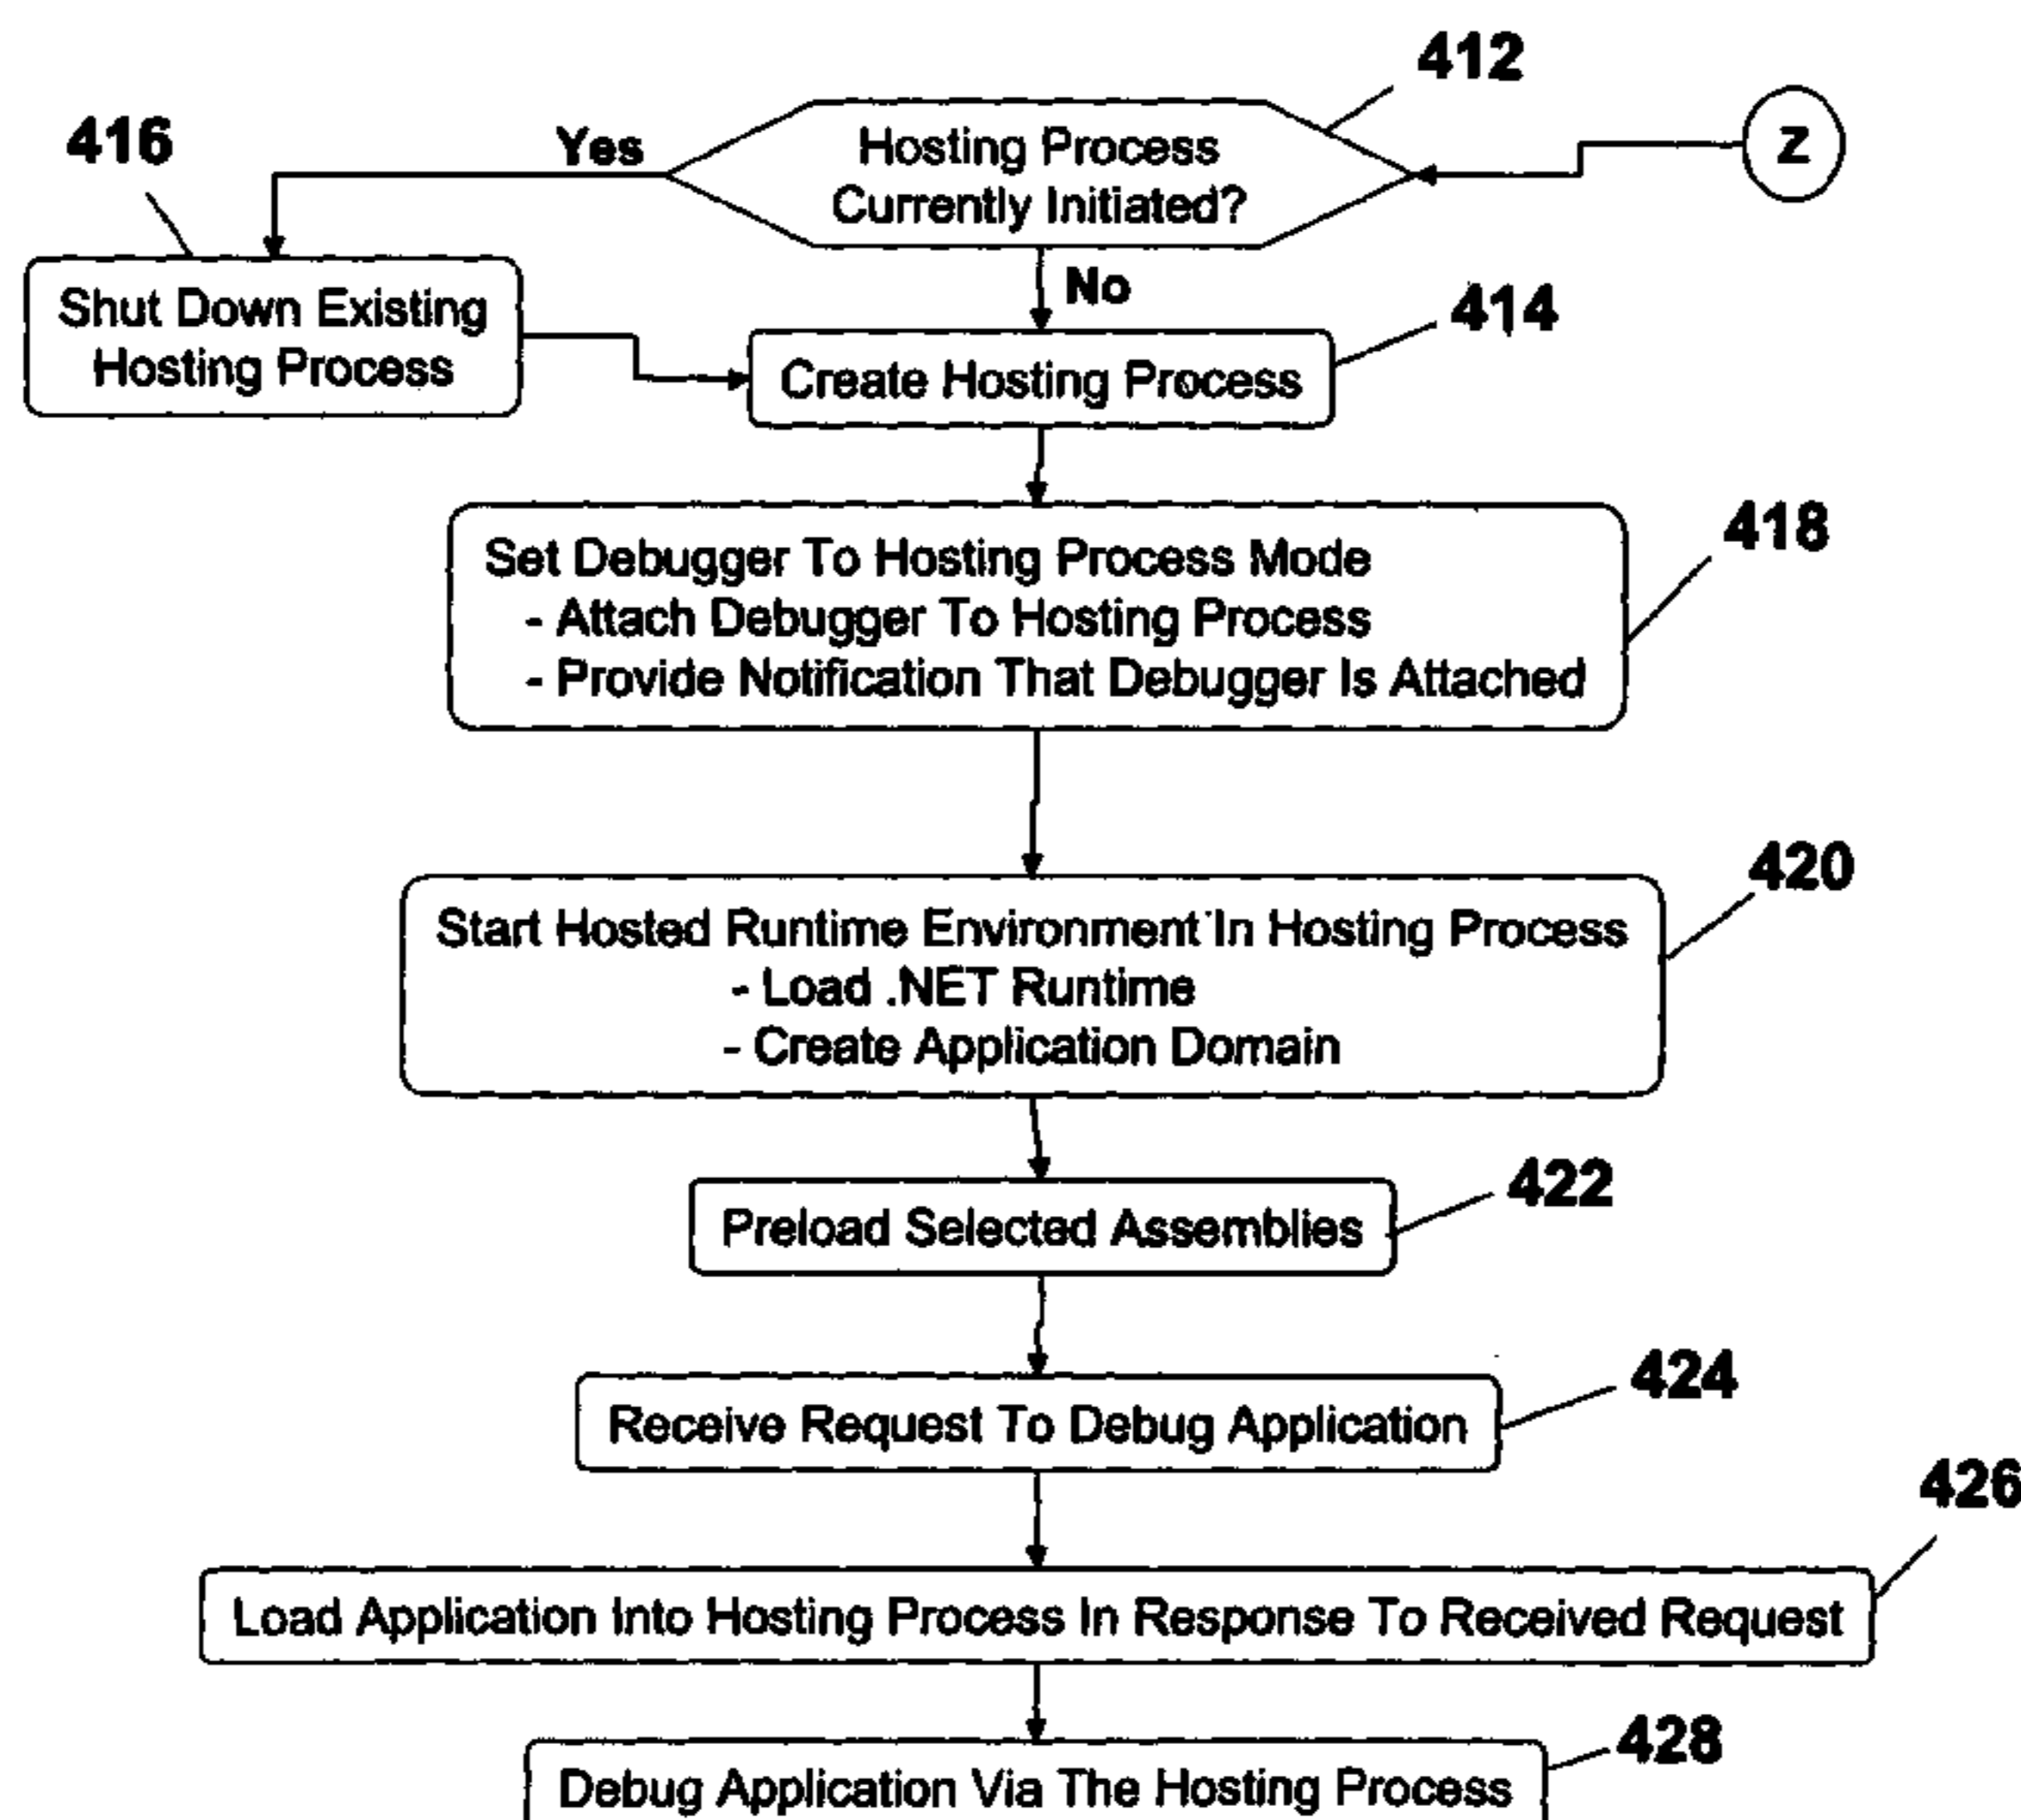 412
Z
416
Yes
Hosting Process
Currently Initiated?
No
Shut Down Existing
Hosting Process
414
Create Hosting Process
418
Set Debugger To Hosting Process Mode
- Attach Debugger To Hosting Process
- Provide Notification That Debugger Is Attached
420
Start Hosted Runtime Environment In Hosting Process
- Load .NET Runtime
- Create Application Domain
422
Preload Selected Assemblies
424
Receive Request To Debug Application
426
Load Application Into Hosting Process In Response To Received Request
428
Debug Application Via The Hosting Process